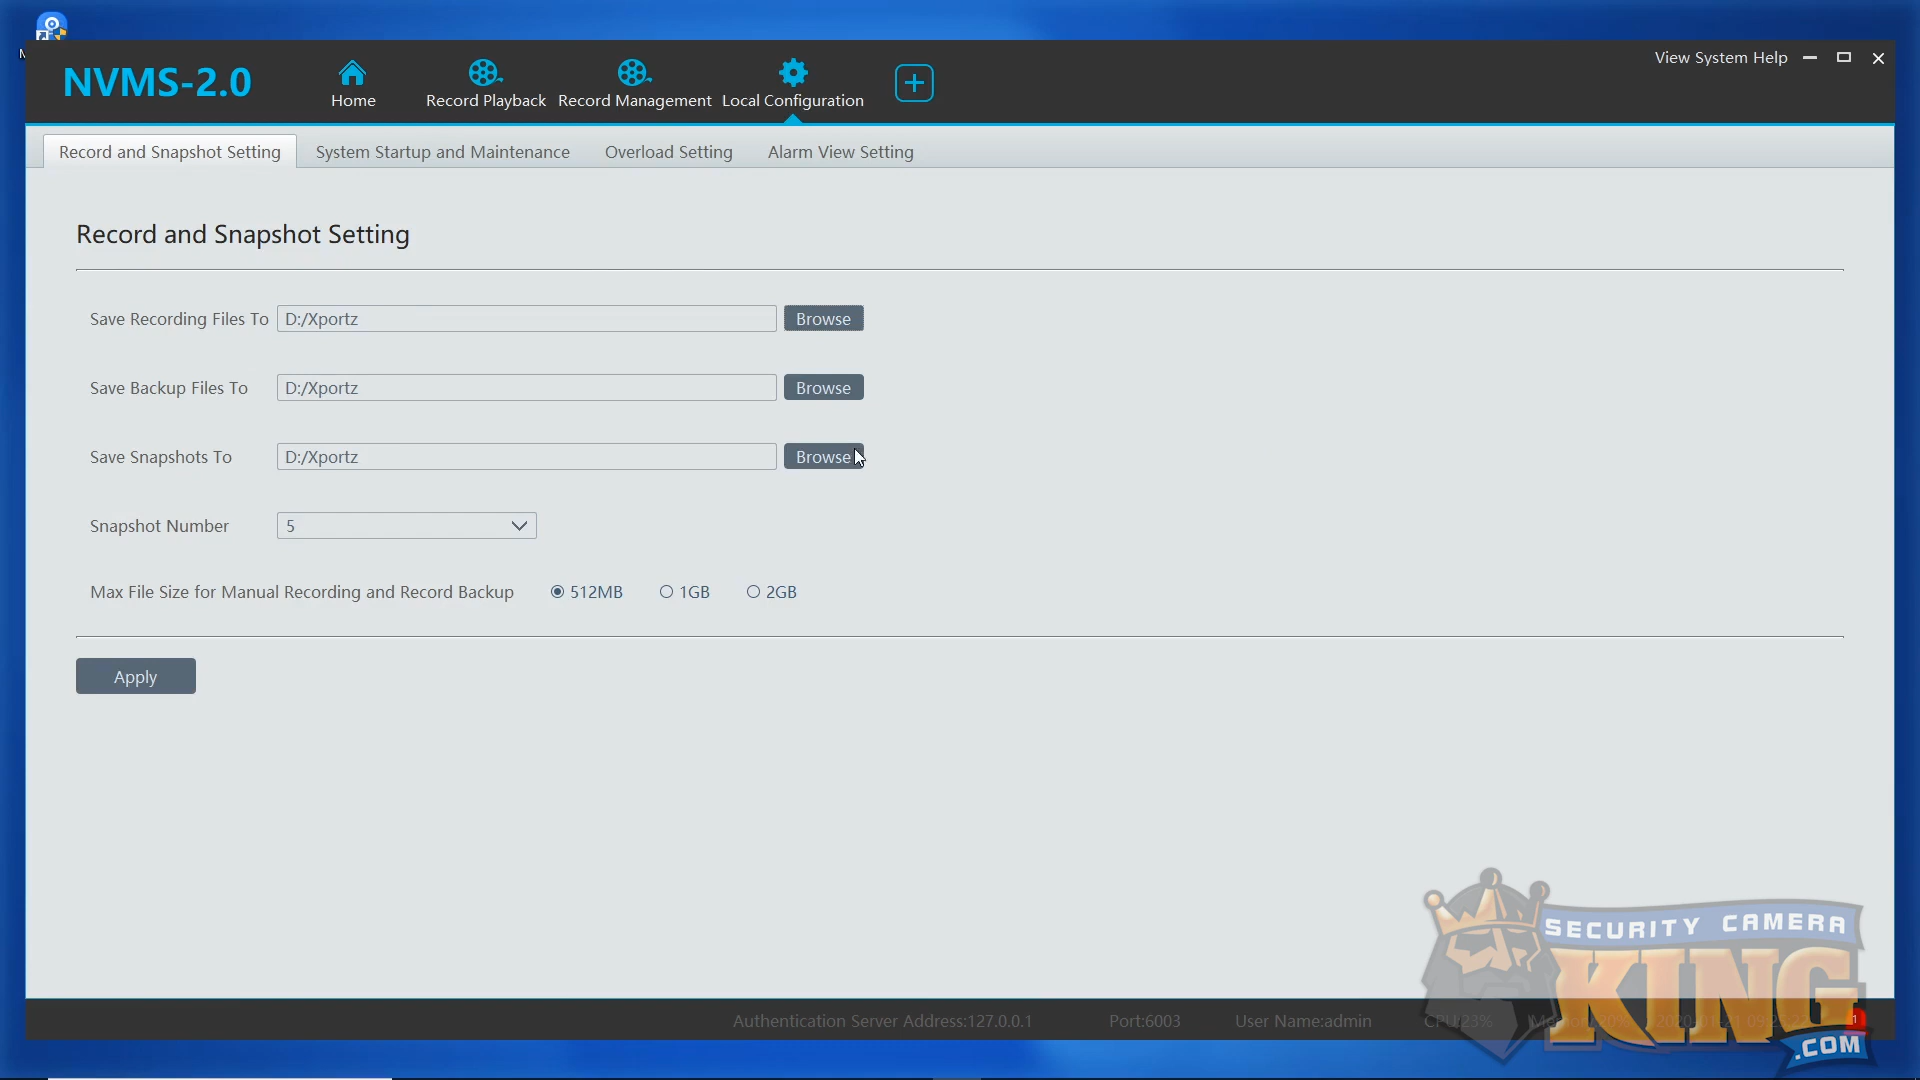 View System Help
NVMS-2.0
Home
Record Playback
Record Management
Local Configuration
Record and Snapshot Setting
System Startup and Maintenance
Overload Setting
Alarm View Setting
Record and Snapshot Setting
Save Recording Files To
D:/Xportz
Browse
Save Backup Files To
D:/Xportz
Browse
Save Snapshots To
D:/Xportz
Browse
Snapshot Number
5
Max File Size for Manual Recording and Record Backup
512MB
1GB
2GB
Apply
SECURITY CAMERA
KING
.COM
Authentication Server Address:127.0.0.1
Port:6003
User Name:admin
CPU:23%
1